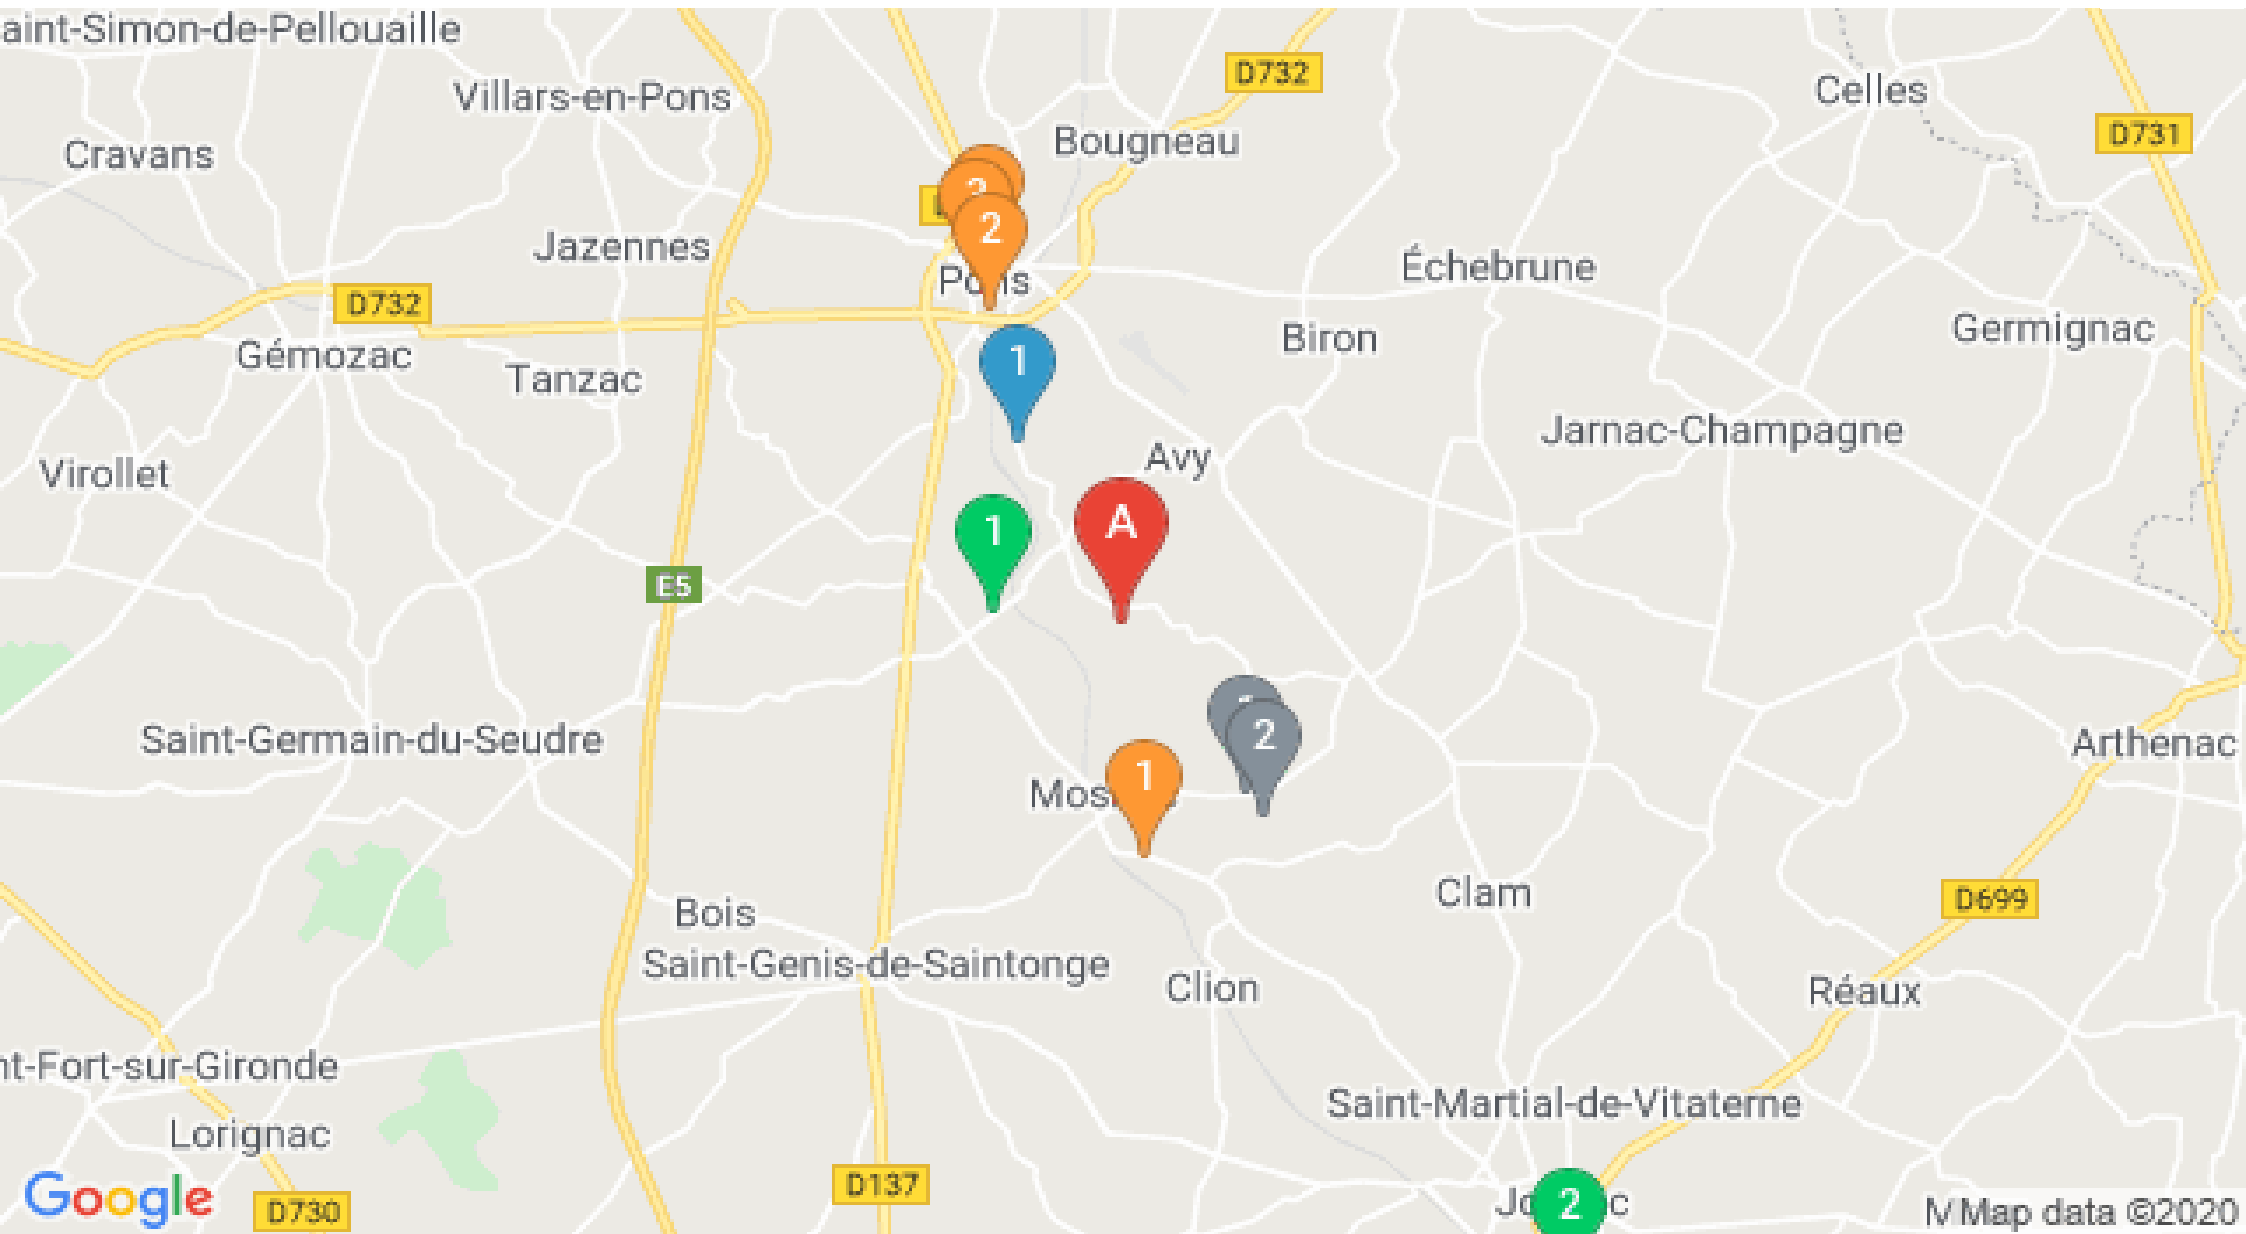 aint-Simon-de-Pellouaille
D732
Villars-en-Pons
Celles
Cravans
Bougneau
D731
2
Jazennes
Échebrune
D732
Biron
Germignac
Gémozac
Tanzac
1
Jarnac-Champagne
Virollet
Avy
1
A
E5
2
Saint-Germain-du-Seudre
Arthenac
1
Clam
D699
Bois
Saint-Genis-de-Saintonge
Clion
Réaux
nt-Fort-sur-Gironde
Saint-Martial-de-Vitaterne
Lorignac
D137
2
Google
D730
Map data ©2020